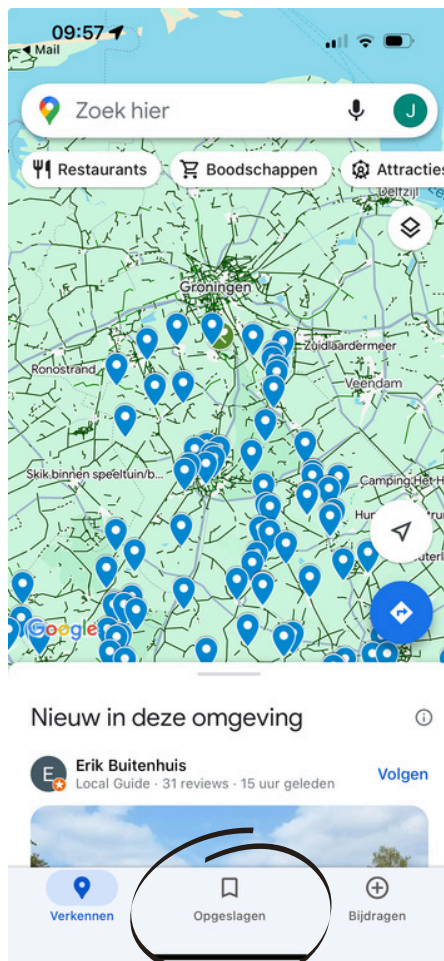 09:57
Mail
Zoek hier
J
Restaurants
Boodschappen
Attracties
Delfzijl
Groningen
Zuidlaardermeer
Ronostrand
Veendam
Skik binnen speeltuin/b...
Camping Het H
Google
Nieuw in deze omgeving
E
Erik Buitenhuis
Local Guide · 31 reviews · 15 uur geleden
Volgen
Verkennen
Opgeslagen
Bijdragen